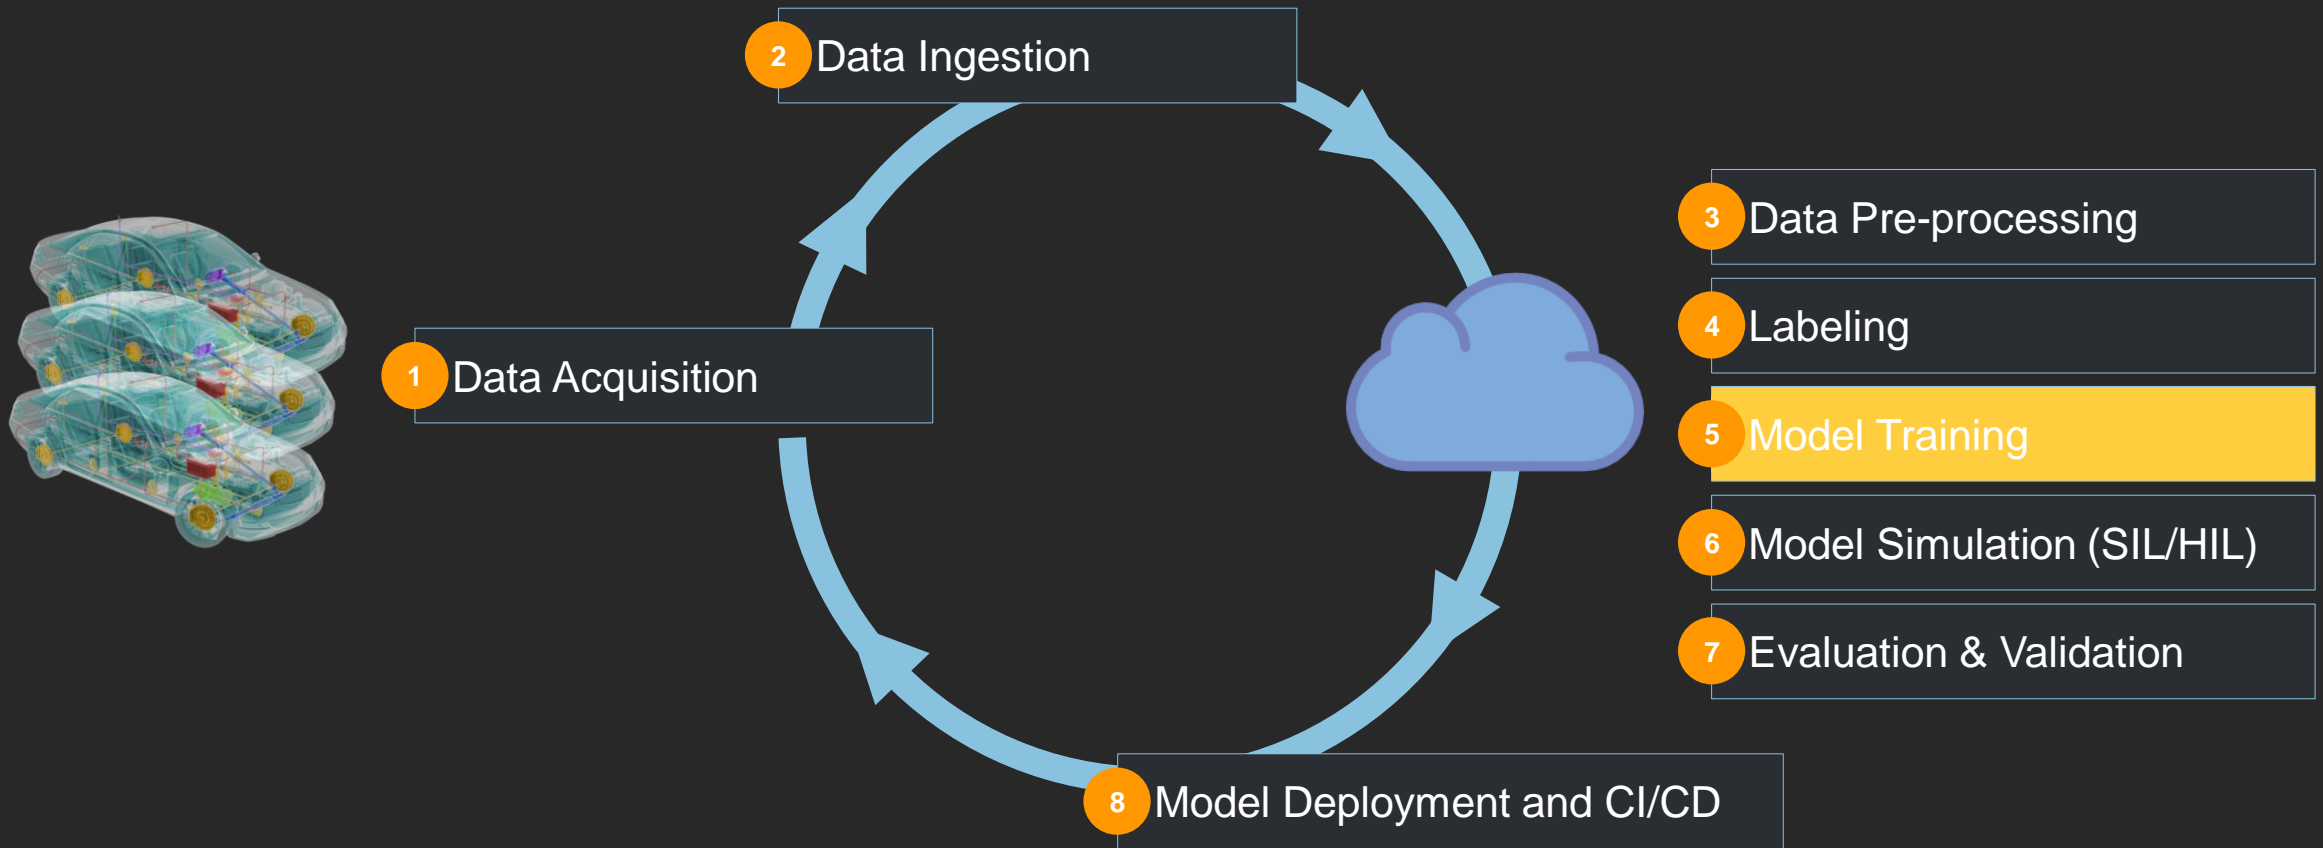 2 Data Ingestion
1 Data Acquisition
3 Data Pre-processing
4 Labeling
5 Model Training
6 Model Simulation (SIL/HIL)
7 Evaluation & Validation
8 Model Deployment and CI/CD